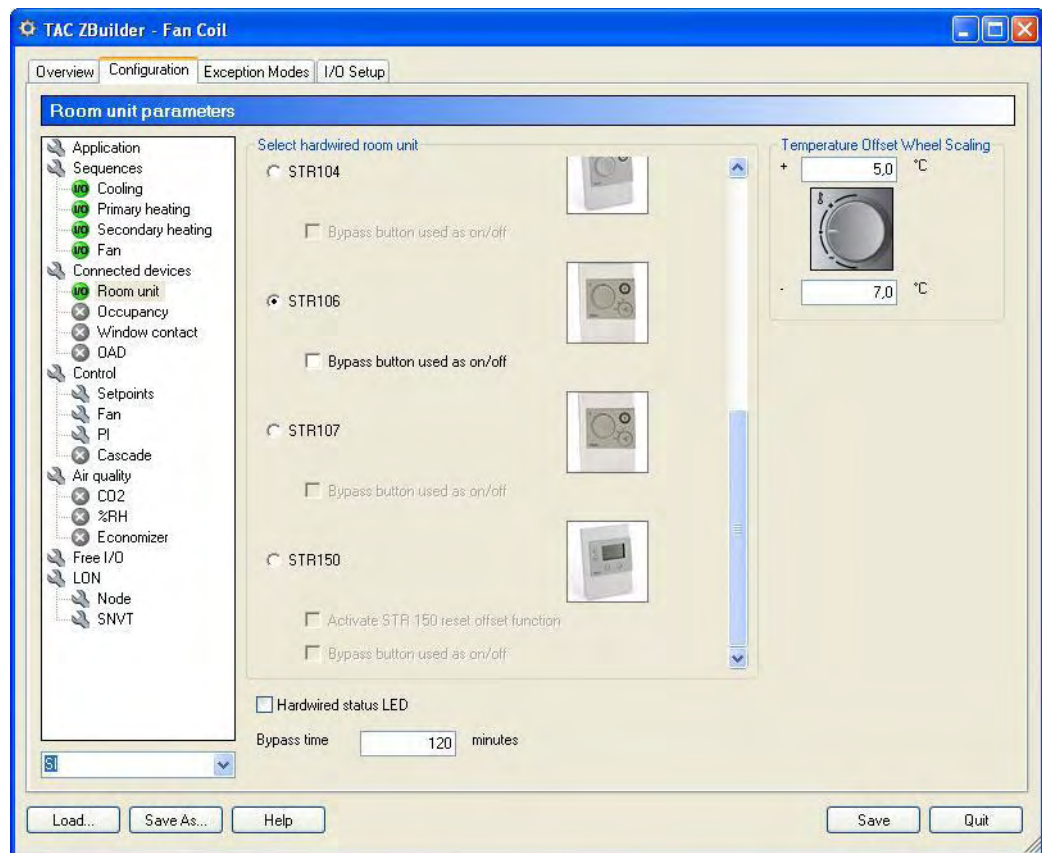 TAC ZBuilder - Fan Coil
Overview Configuration Exception Modes I/O Setup
Room unit parameters
Application
Sequences
I/O Cooling
I/O Primary heating
I/O Secondary heating
I/O Fan
Connected devices
I/O Room unit
Occupancy
Window contact
OAD
Control
Setpoints
Fan
PI
Cascade
Air quality
CO2
%RH
Economizer
Free I/O
LON
Node
SNVT
SI
Select hardwired room unit
STR104
Bypass button used as on/off
STR106
Bypass button used as on/off
STR107
Bypass button used as on/off
STR150
Activate STR 150 reset offset function
Bypass button used as on/off
Hardwired status LED
Bypass time 120 minutes
Temperature Offset Wheel Scaling
+ 5,0 °C
- 7,0 °C
Load... Save As... Help Save Quit